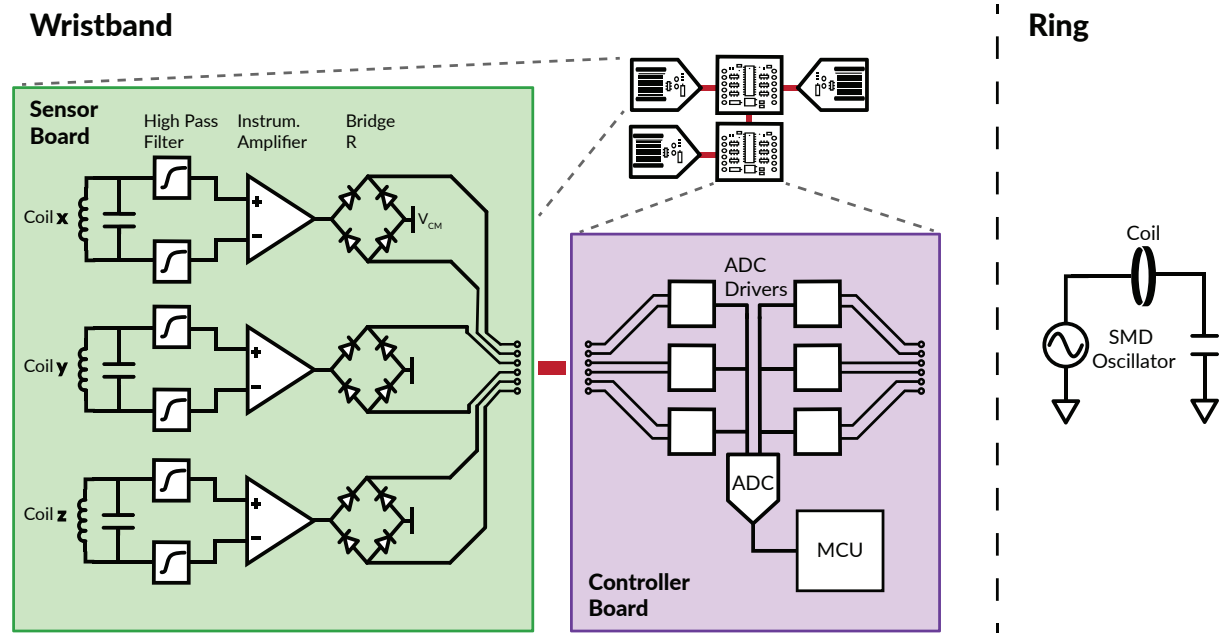 Wristband
Ring
Sensor
Board
High Pass
Filter
Instrum.
Amplifier
Bridge
R
Coil x
+
−
V CM
Coil y
+
−
Coil z
+
−
ADC
Drivers
ADC
MCU
Controller
Board
Coil
SMD
Oscillator